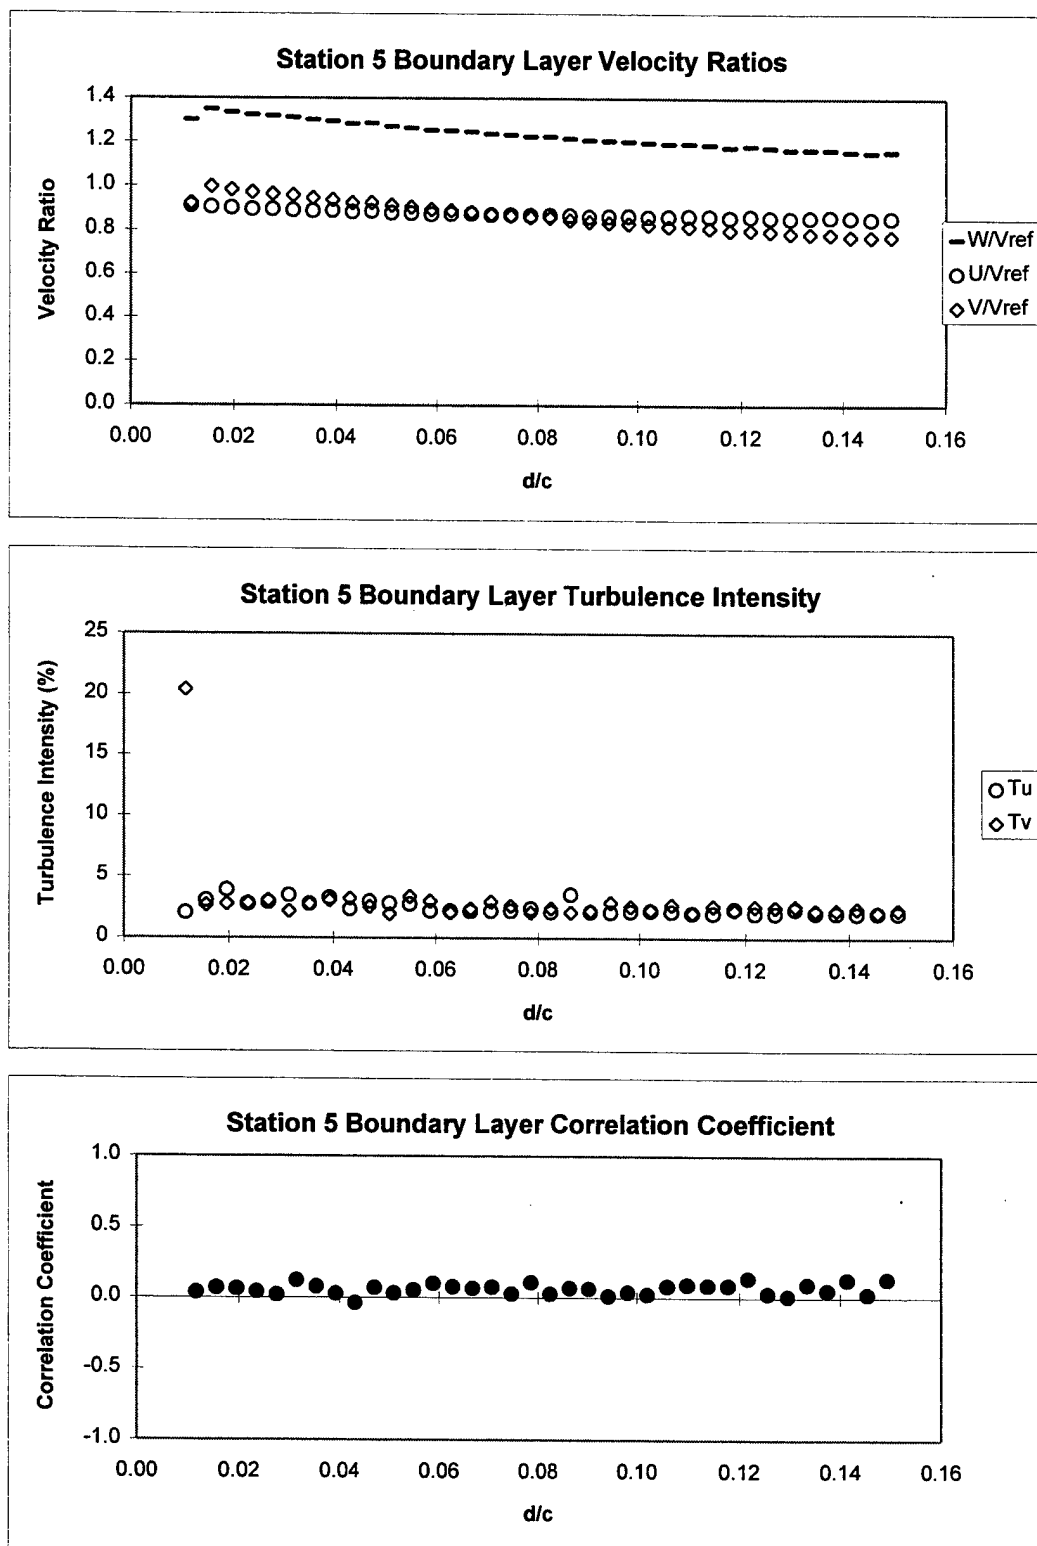 Station 5 Boundary Layer Velocity Ratios
1.4
1.2
1.0
0.8
0.6
0.4
0.2
0.0
Velocity Ratio
0.00 0.02 0.04 0.06 0.08 0.10 0.12 0.14 0.16
d/c
W/Vref
U/Vref
V/Vref
Station 5 Boundary Layer Turbulence Intensity
25
20
15
10
5
0
Turbulence Intensity (%)
0.00 0.02 0.04 0.06 0.08 0.10 0.12 0.14 0.16
d/c
Tu
Tv
Station 5 Boundary Layer Correlation Coefficient
1.0
0.5
0.0
-0.5
-1.0
Correlation Coefficient
0.00 0.02 0.04 0.06 0.08 0.10 0.12 0.14 0.16
d/c